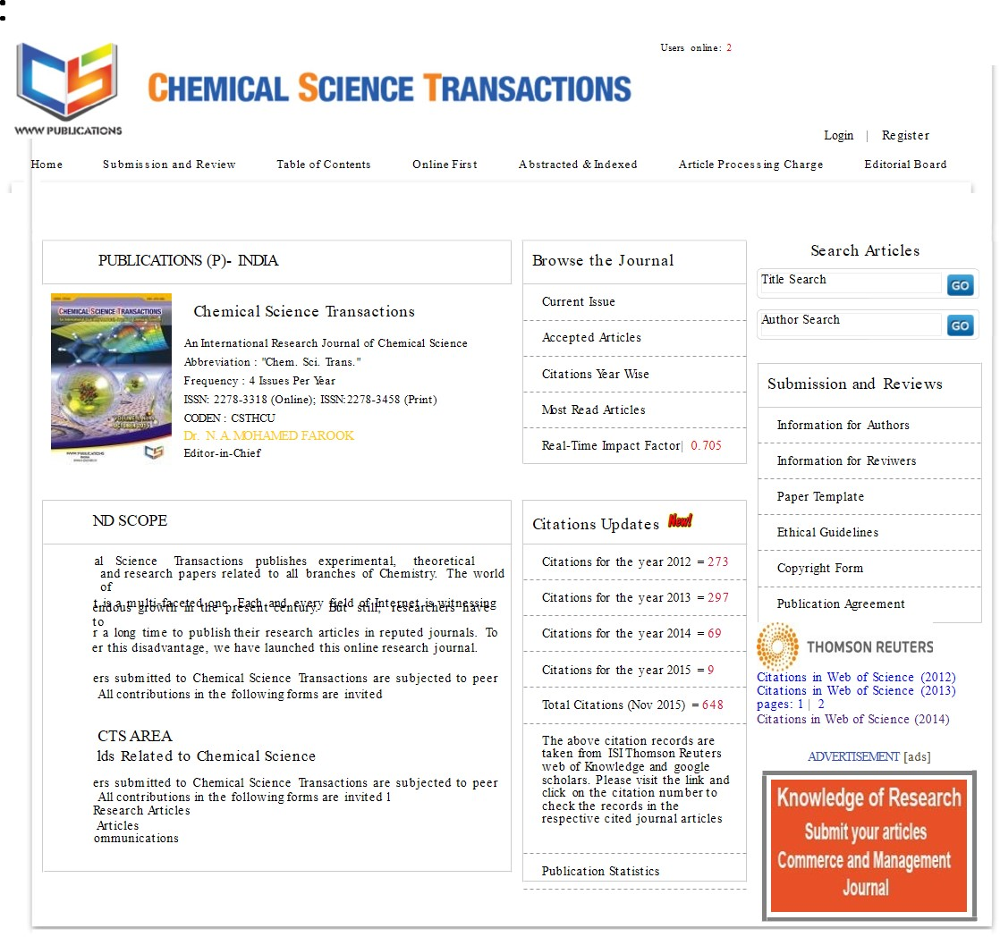 Users online: 2
CHEMICAL SCIENCE TRANSACTIONS
WWW PUBLICATIONS
Login | Register
Home Submission and Review Table of Contents Online First Abstracted & Indexed Article Processing Charge Editorial Board
PUBLICATIONS (P)- INDIA
CHEMICAL SCIENCE TRANSACTIONS
OCTOBER 2015
WWW PUBLICATIONS
Chemical Science Transactions
An International Research Journal of Chemical Science
Abbreviation : "Chem. Sci. Trans."
Frequency : 4 Issues Per Year
ISSN: 2278-3318 (Online); ISSN:2278-3458 (Print)
CODEN : CSTHCU
Dr. N. A. MOHAMED FAROOK
Editor-in-Chief
ND SCOPE
al Science Transactions publishes experimental, theoretical
and research papers related to all branches of Chemistry. The world
of
t is a multi-faceted one. Each and every field of Internet is witnessing
endous growth in the present century. But still, researchers have
to
r a long time to publish their research articles in reputed journals. To
er this disadvantage, we have launched this online research journal.
ers submitted to Chemical Science Transactions are subjected to peer
All contributions in the following forms are invited
CTS AREA
lds Related to Chemical Science
ers submitted to Chemical Science Transactions are subjected to peer
All contributions in the following forms are invited l
Research Articles
Articles
ommunications
Browse the Journal
Current Issue
Accepted Articles
Citations Year Wise
Most Read Articles
Real-Time Impact Factor| 0.705
Citations Updates New!
Citations for the year 2012 = 273
Citations for the year 2013 = 297
Citations for the year 2014 = 69
Citations for the year 2015 = 9
Total Citations (Nov 2015) = 648
The above citation records are
taken from ISI Thomson Reuters
web of Knowledge and google
scholars. Please visit the link and
click on the citation number to
check the records in the
respective cited journal articles
Publication Statistics
Search Articles
Title Search GO
Author Search GO
Submission and Reviews
Information for Authors
Information for Reviwers
Paper Template
Ethical Guidelines
Copyright Form
Publication Agreement
THOMSON REUTERS
Citations in Web of Science (2012)
Citations in Web of Science (2013)
pages: 1 | 2
Citations in Web of Science (2014)
ADVERTISEMENT [ads]
Knowledge of Research
Submit your articles
Commerce and Management
Journal